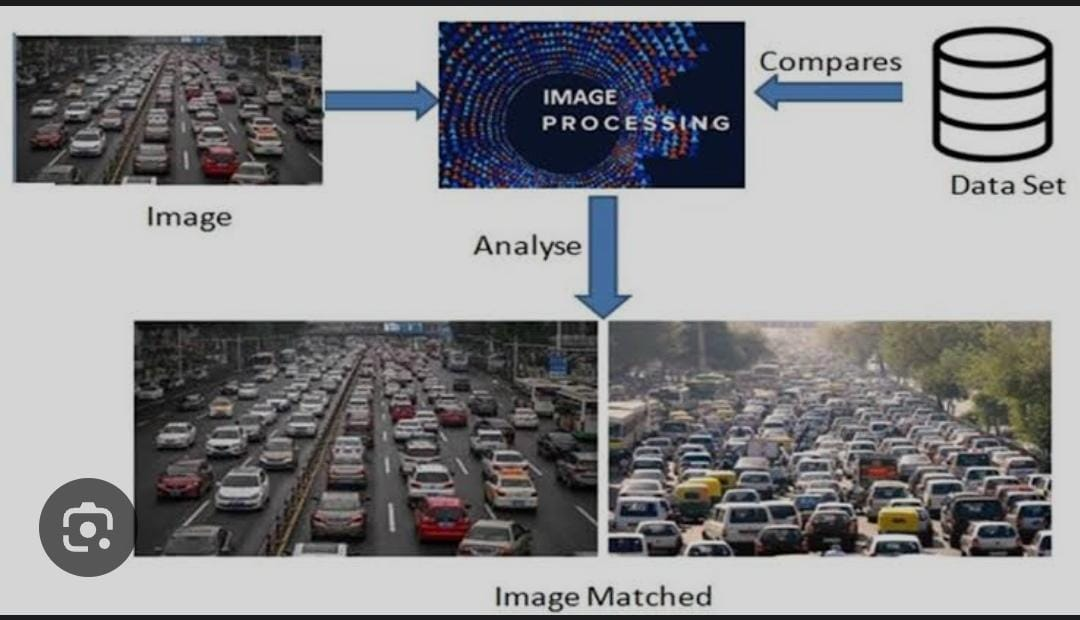 IMAGE
PROCESSING
Compares
Data Set
Image
Analyse
Image Matched